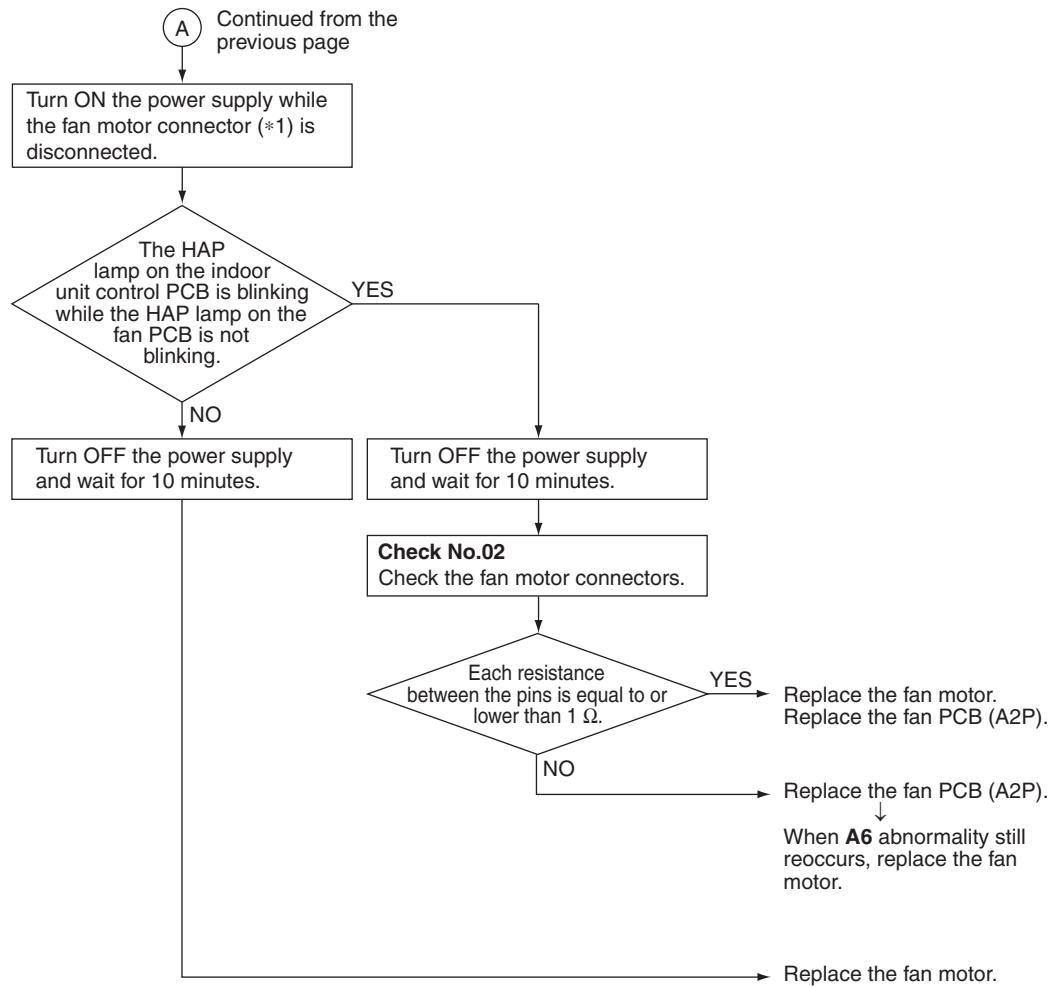 A
Continued from the
previous page
Turn ON the power supply while
the fan motor connector (*1) is
disconnected.
The HAP
lamp on the indoor
unit control PCB is blinking
while the HAP lamp on the
fan PCB is not
blinking.
YES
NO
Turn OFF the power supply
and wait for 10 minutes.
Turn OFF the power supply
and wait for 10 minutes.
Check No.02
Check the fan motor connectors.
Each resistance
between the pins is equal to or
lower than 1 Ω.
YES
Replace the fan motor.
Replace the fan PCB (A2P).
NO
Replace the fan PCB (A2P).
↓
When A6 abnormality still
reoccurs, replace the fan
motor.
Replace the fan motor.